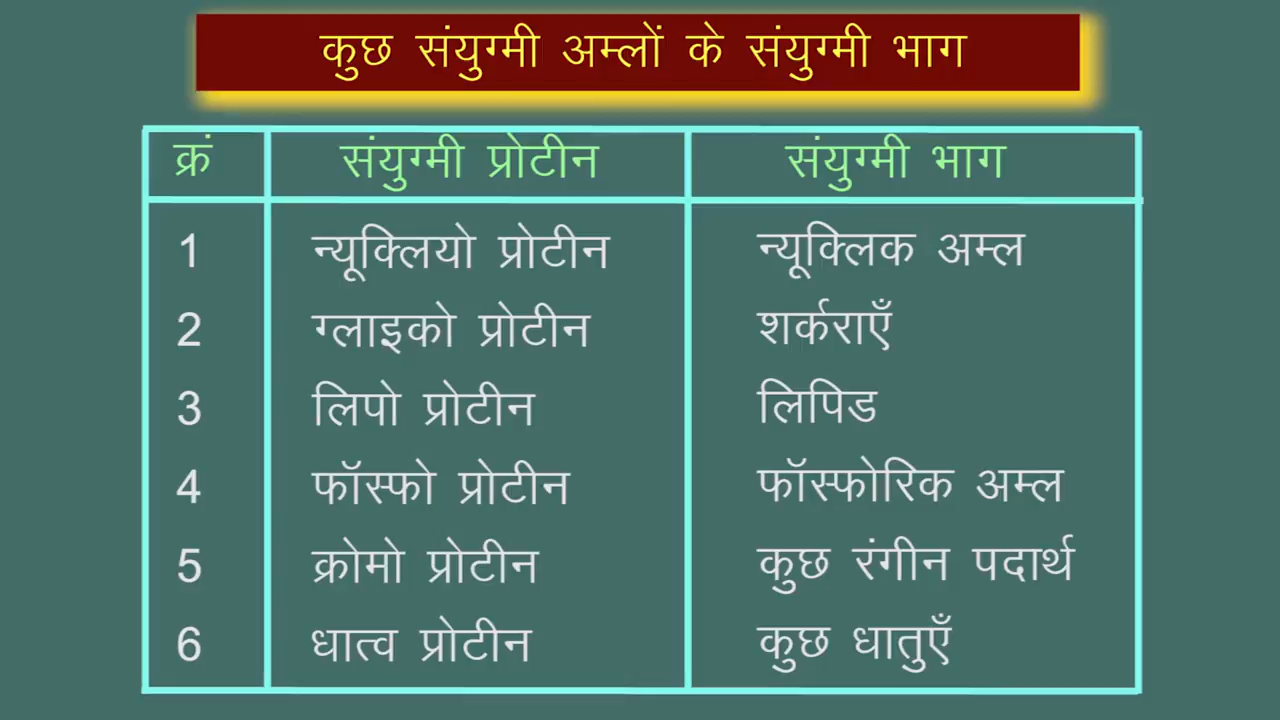 कुछ संयुग्मी अम्लों के संयुग्मी भाग
क्रं संयुग्मी प्रोटीन संयुग्मी भाग
1 न्यूक्लियो प्रोटीन न्यूक्लिक अम्ल
2 ग्लाइको प्रोटीन शर्कराएँ
3 लिपो प्रोटीन लिपिड
4 फॉस्फो प्रोटीन फॉस्फोरिक अम्ल
5 क्रोमो प्रोटीन कुछ रंगीन पदार्थ
6 धात्व प्रोटीन कुछ धातुएँ